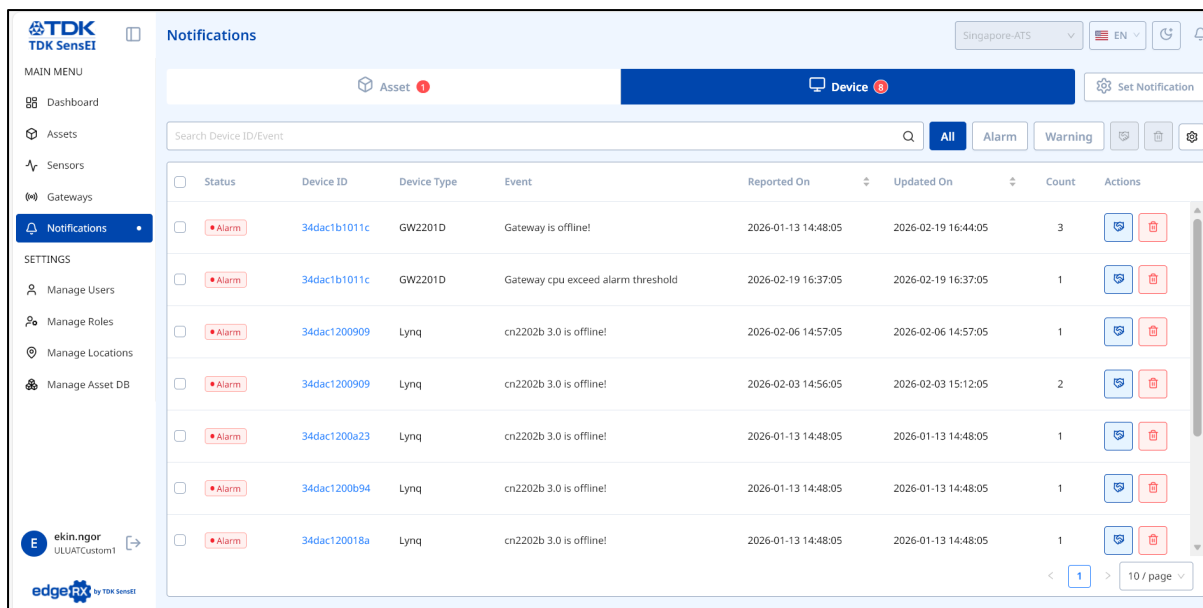 TDK
TDK SensEI
Notifications
Singapore-ATS
EN
MAIN MENU
Dashboard
Assets
Sensors
Gateways
Notifications
SETTINGS
Manage Users
Manage Roles
Manage Locations
Manage Asset DB
Asset 1
Device 8
Set Notification
Search Device ID/Event
All
Alarm
Warning
Status Device ID Device Type Event Reported On Updated On Count Actions
Alarm 34dac1b1011c GW2201D Gateway is offline! 2026-01-13 14:48:05 2026-02-19 16:44:05 3
Alarm 34dac1b1011c GW2201D Gateway cpu exceed alarm threshold 2026-02-19 16:37:05 2026-02-19 16:37:05 1
Alarm 34dac1200909 Lynq cn2202b 3.0 is offline! 2026-02-06 14:57:05 2026-02-06 14:57:05 1
Alarm 34dac1200909 Lynq cn2202b 3.0 is offline! 2026-02-03 14:56:05 2026-02-03 15:12:05 2
Alarm 34dac1200a23 Lynq cn2202b 3.0 is offline! 2026-01-13 14:48:05 2026-01-13 14:48:05 1
Alarm 34dac1200b94 Lynq cn2202b 3.0 is offline! 2026-01-13 14:48:05 2026-01-13 14:48:05 1
Alarm 34dac120018a Lynq cn2202b 3.0 is offline! 2026-01-13 14:48:05 2026-01-13 14:48:05 1
1
10 / page
E
ekin.ngor
ULUATCustom1
edgeRX by TDK SensEI